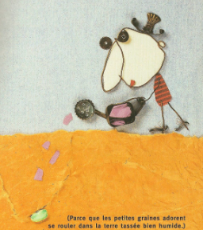 (Parce que les petites graines adorent
se rouler dans la terre tassée bien humide.)